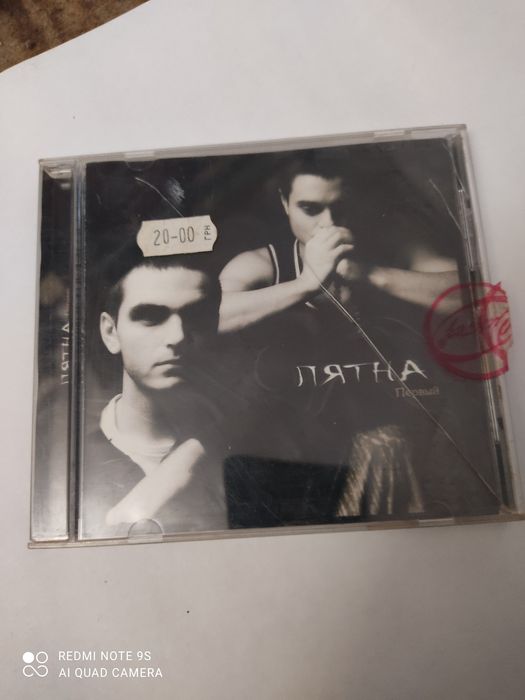 20-00 ГРН
ПЯТНА
Первый
ПЯТНА
REDMI NOTE 9S
AI QUAD CAMERA